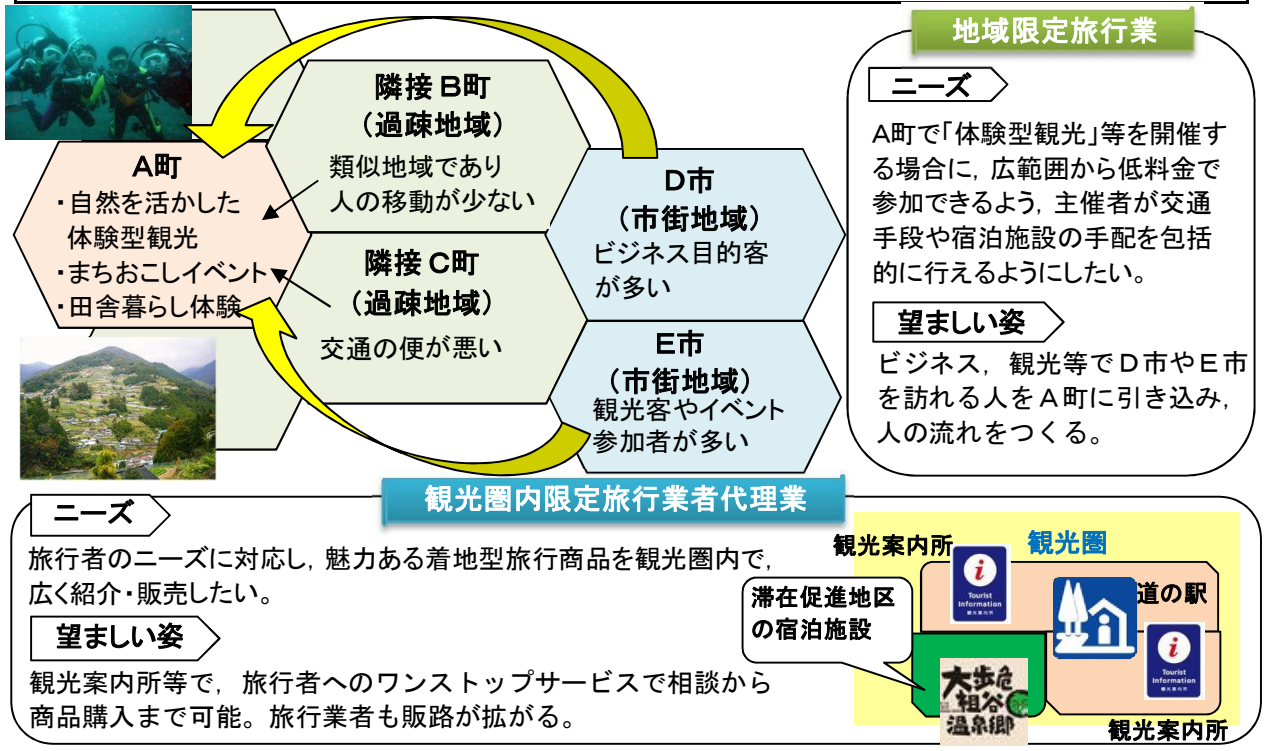 隣接B町
(過疎地域)
類似地域であり
人の移動が少ない
A町
・自然を活かした
体験型観光
・まちおこしイベント
・田舎暮らし体験
隣接C町
(過疎地域)
交通の便が悪い
D市
(市街地域)
ビジネス目的客
が多い
E市
(市街地域)
観光客やイベント
参加者が多い
地域限定旅行業
ニーズ
A町で「体験型観光」等を開催す
る場合に,広範囲から低料金で
参加できるよう,主催者が交通
手段や宿泊施設の手配を包括
的に行えるようにしたい。
望ましい姿
ビジネス,観光等でD市やE市
を訪れる人をA町に引き込み,
人の流れをつくる。
観光圏内限定旅行業者代理業
ニーズ
旅行者のニーズに対応し,魅力ある着地型旅行商品を観光圏内で,
広く紹介・販売したい。
望ましい姿
観光案内所等で,旅行者へのワンストップサービスで相談から
商品購入まで可能。旅行業者も販路が拡がる。
観光案内所
観光圏
i
Tourist
Information
観光案内所
道の駅
滞在促進地区
の宿泊施設
i
Tourist
Information
観光案内所
大歩危
祖谷
温泉郷
観光案内所